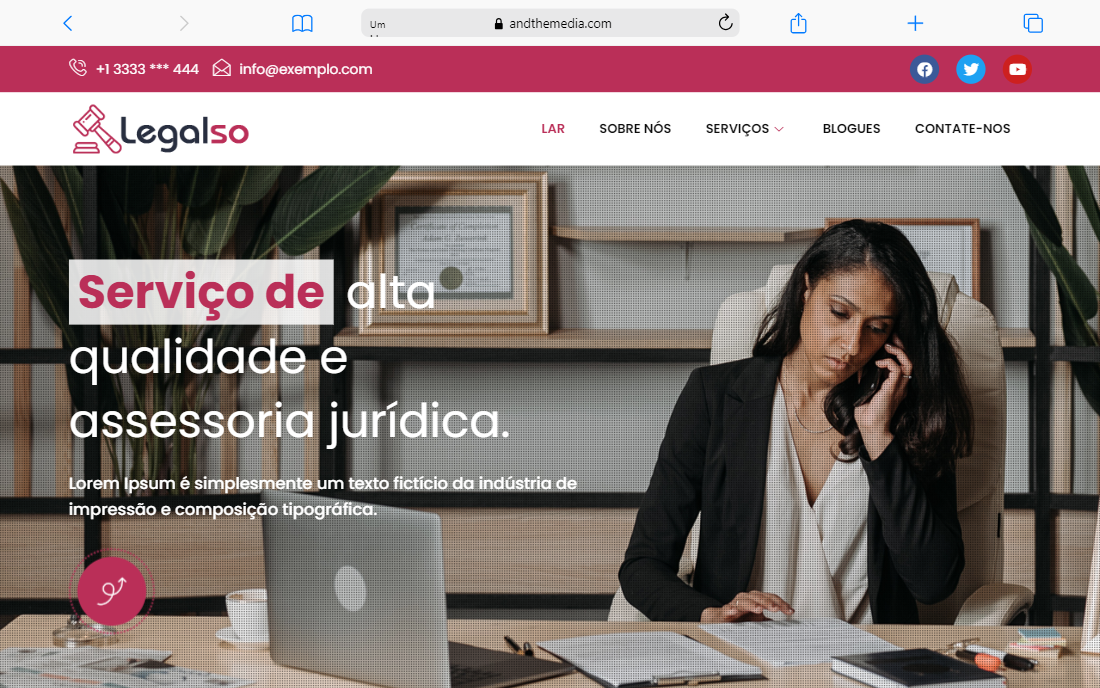 Um
andthemedia.com
+1 3333 *** 444 info@exemplo.com
Legalso
LAR SOBRE NÓS SERVIÇOS BLOGUES CONTATE-NOS
Serviço de alta
qualidade e
assessoria jurídica.
Lorem Ipsum é simplesmente um texto fictício da indústria de
impressão e composição tipográfica.